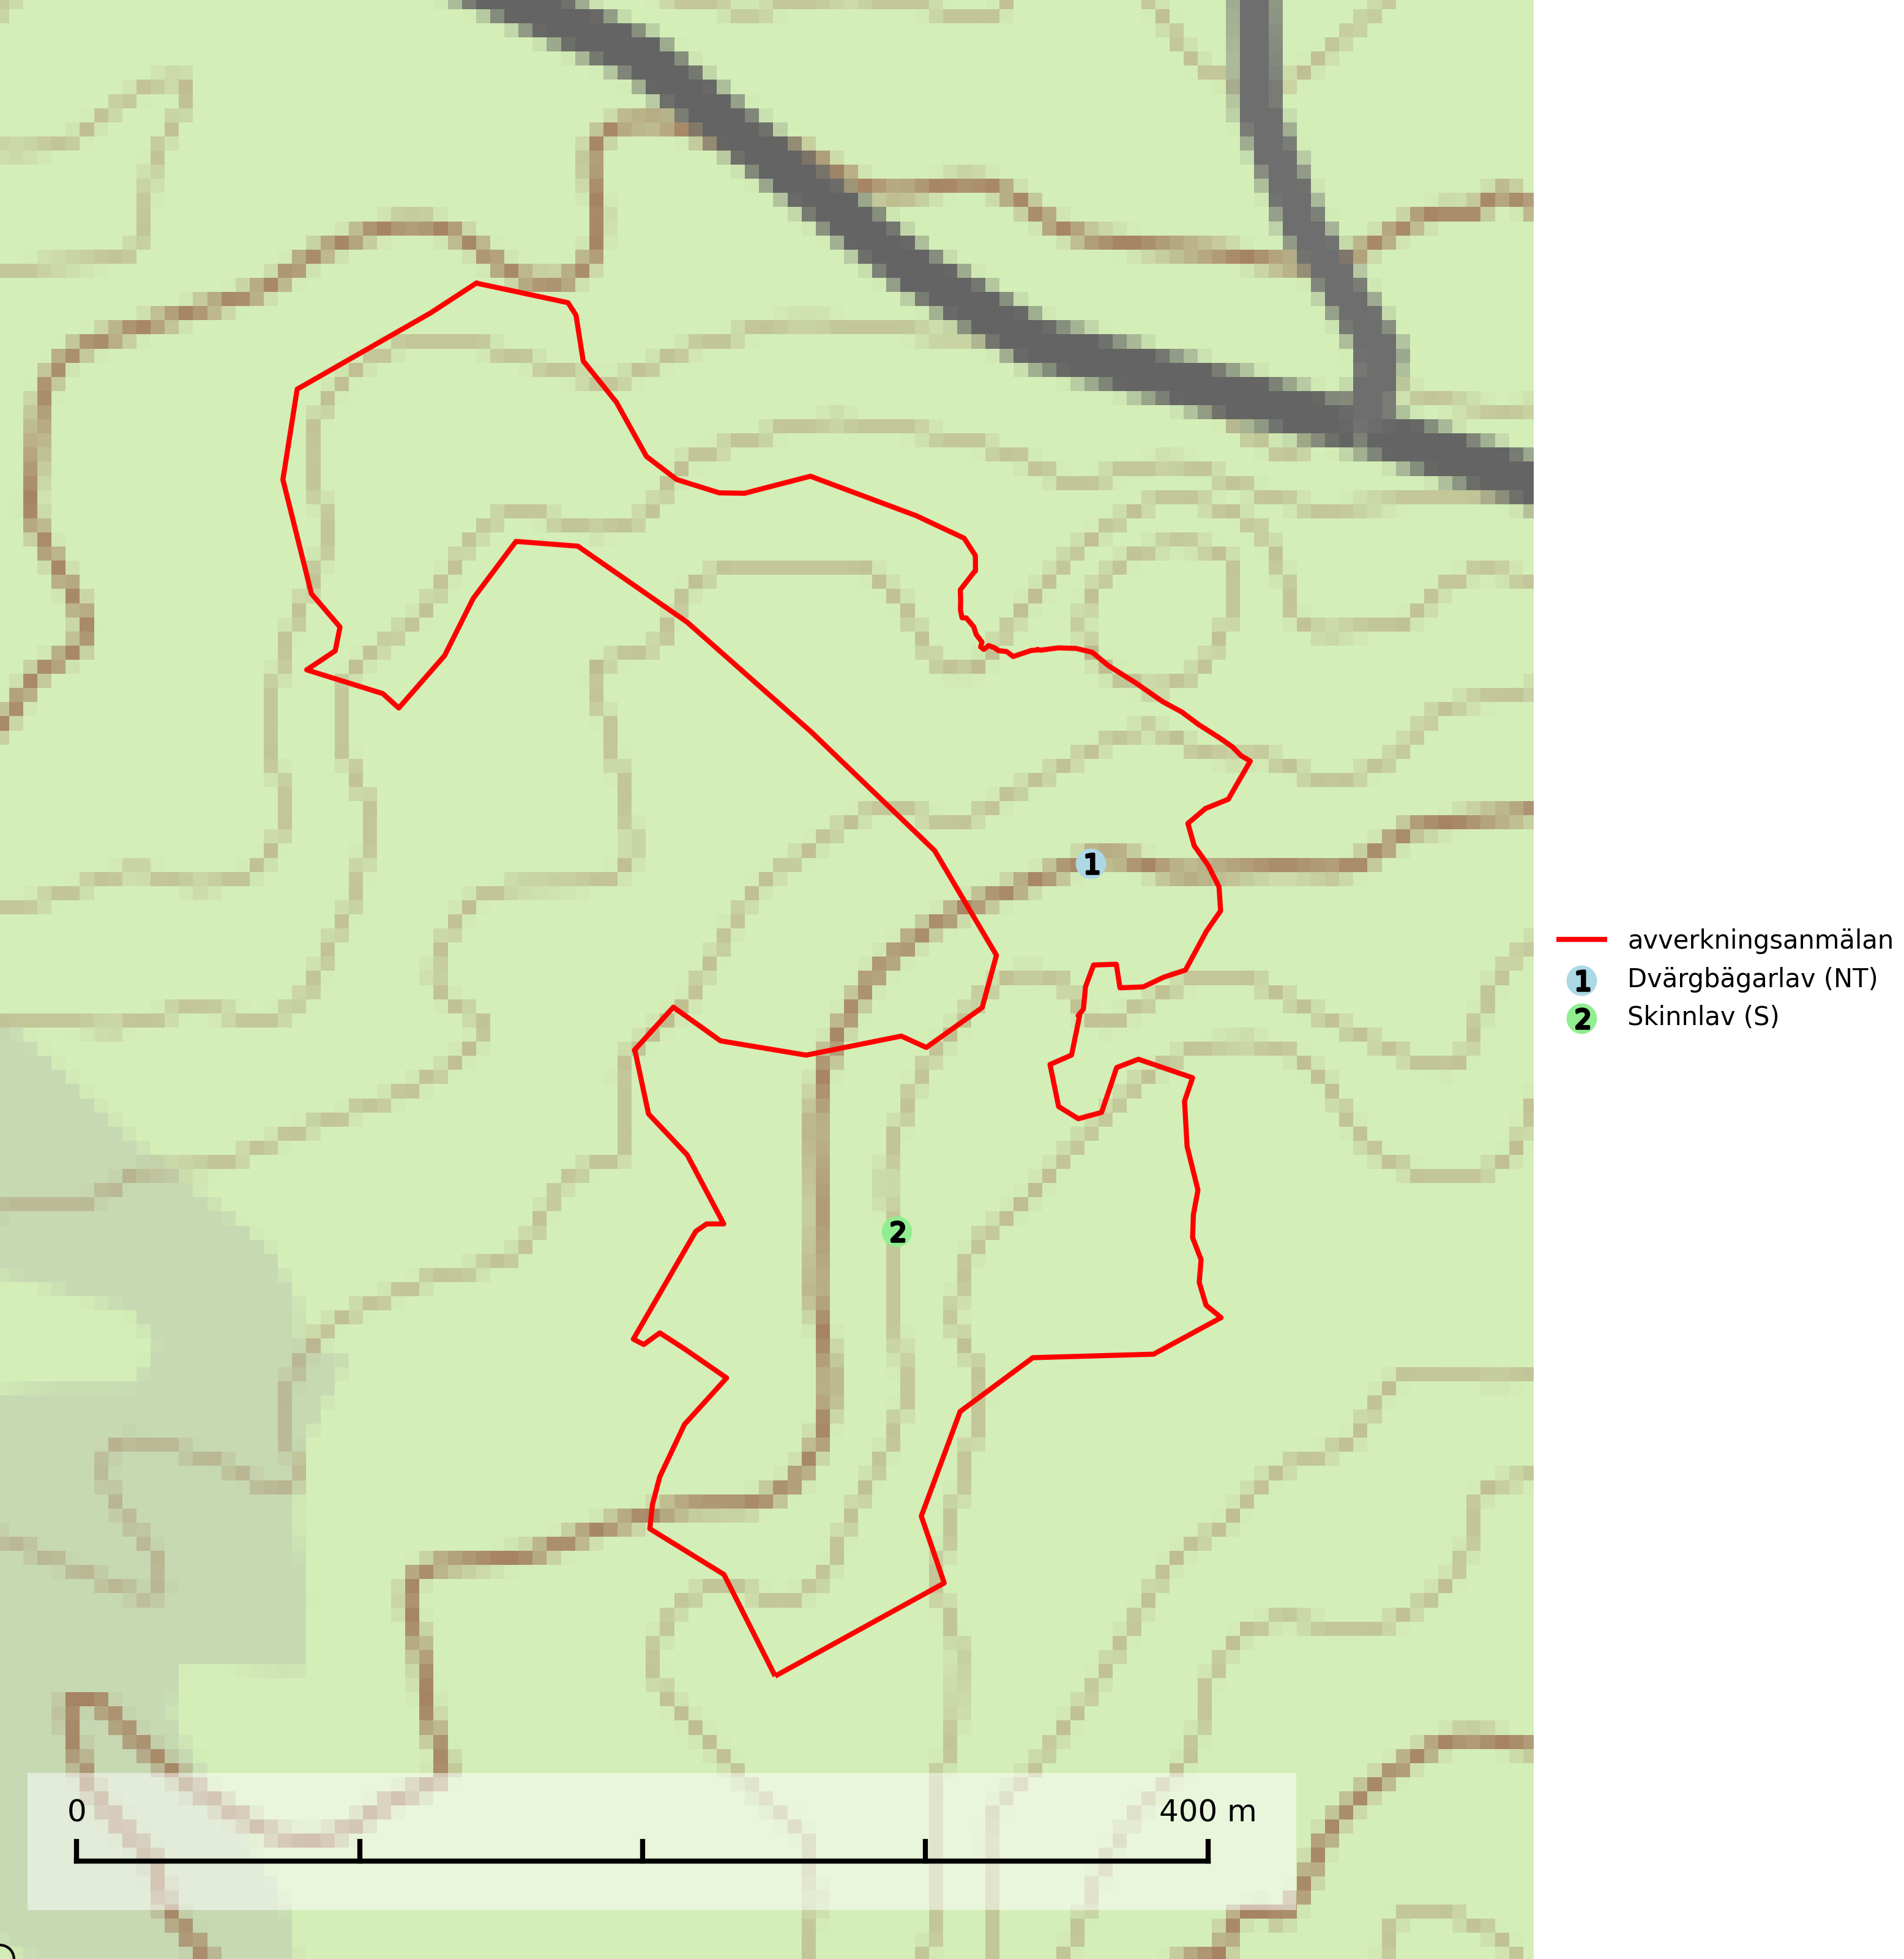 1
2
avverkningsanmälan
1 Dvärgbägarlav (NT)
2 Skinnlav (S)
0 400 m